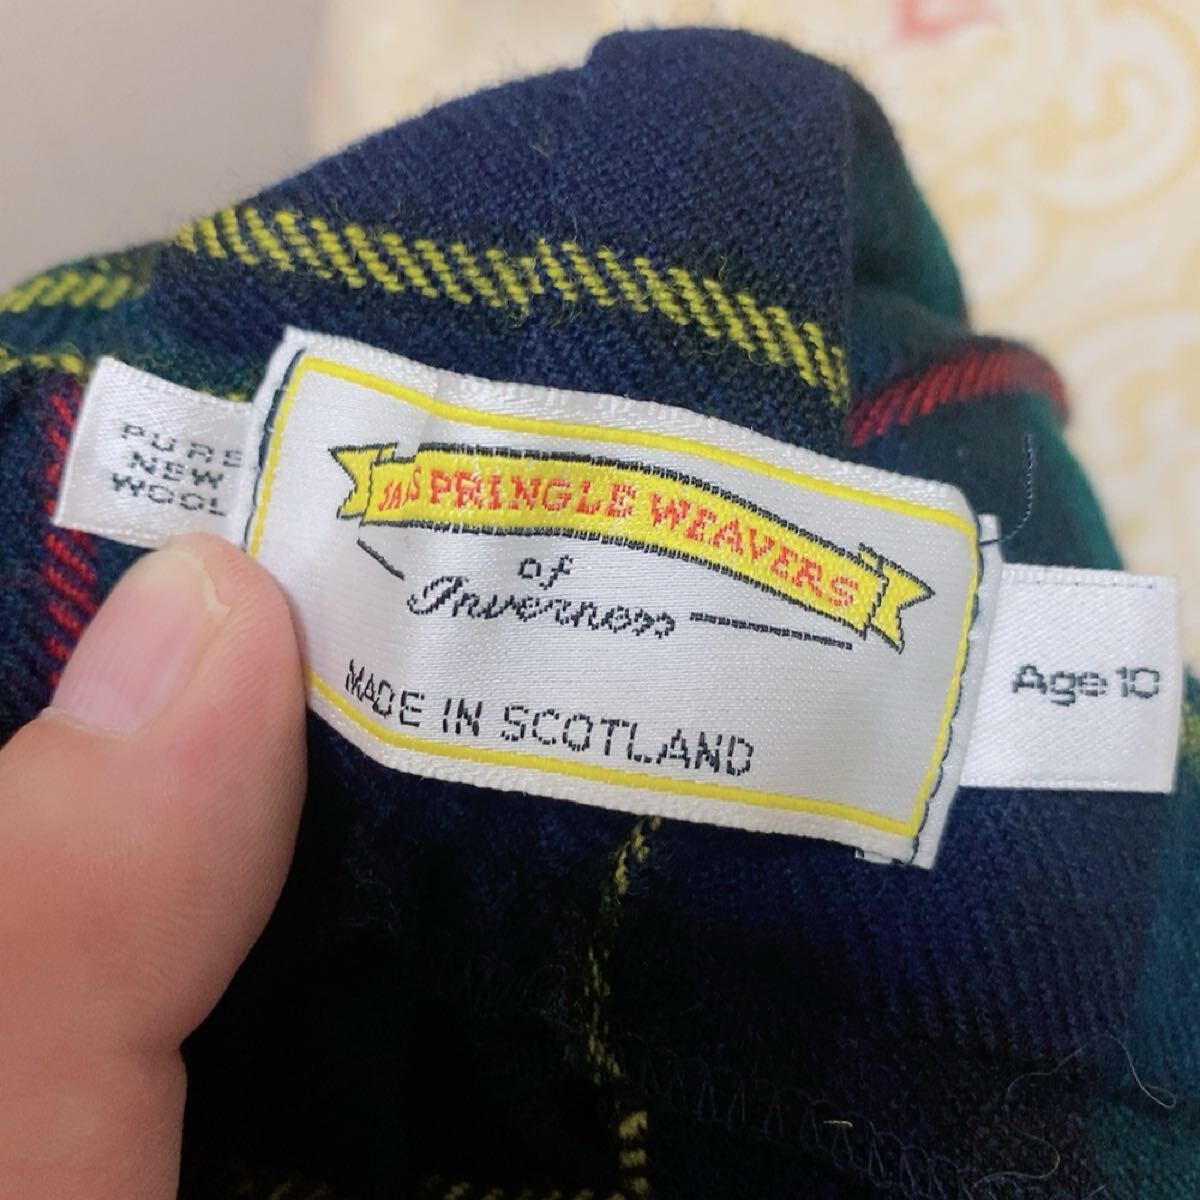 PURE
NEW
WOOL
JAS PRINGLE WEAVERS
of
Inverness
MADE IN SCOTLAND
Age 10